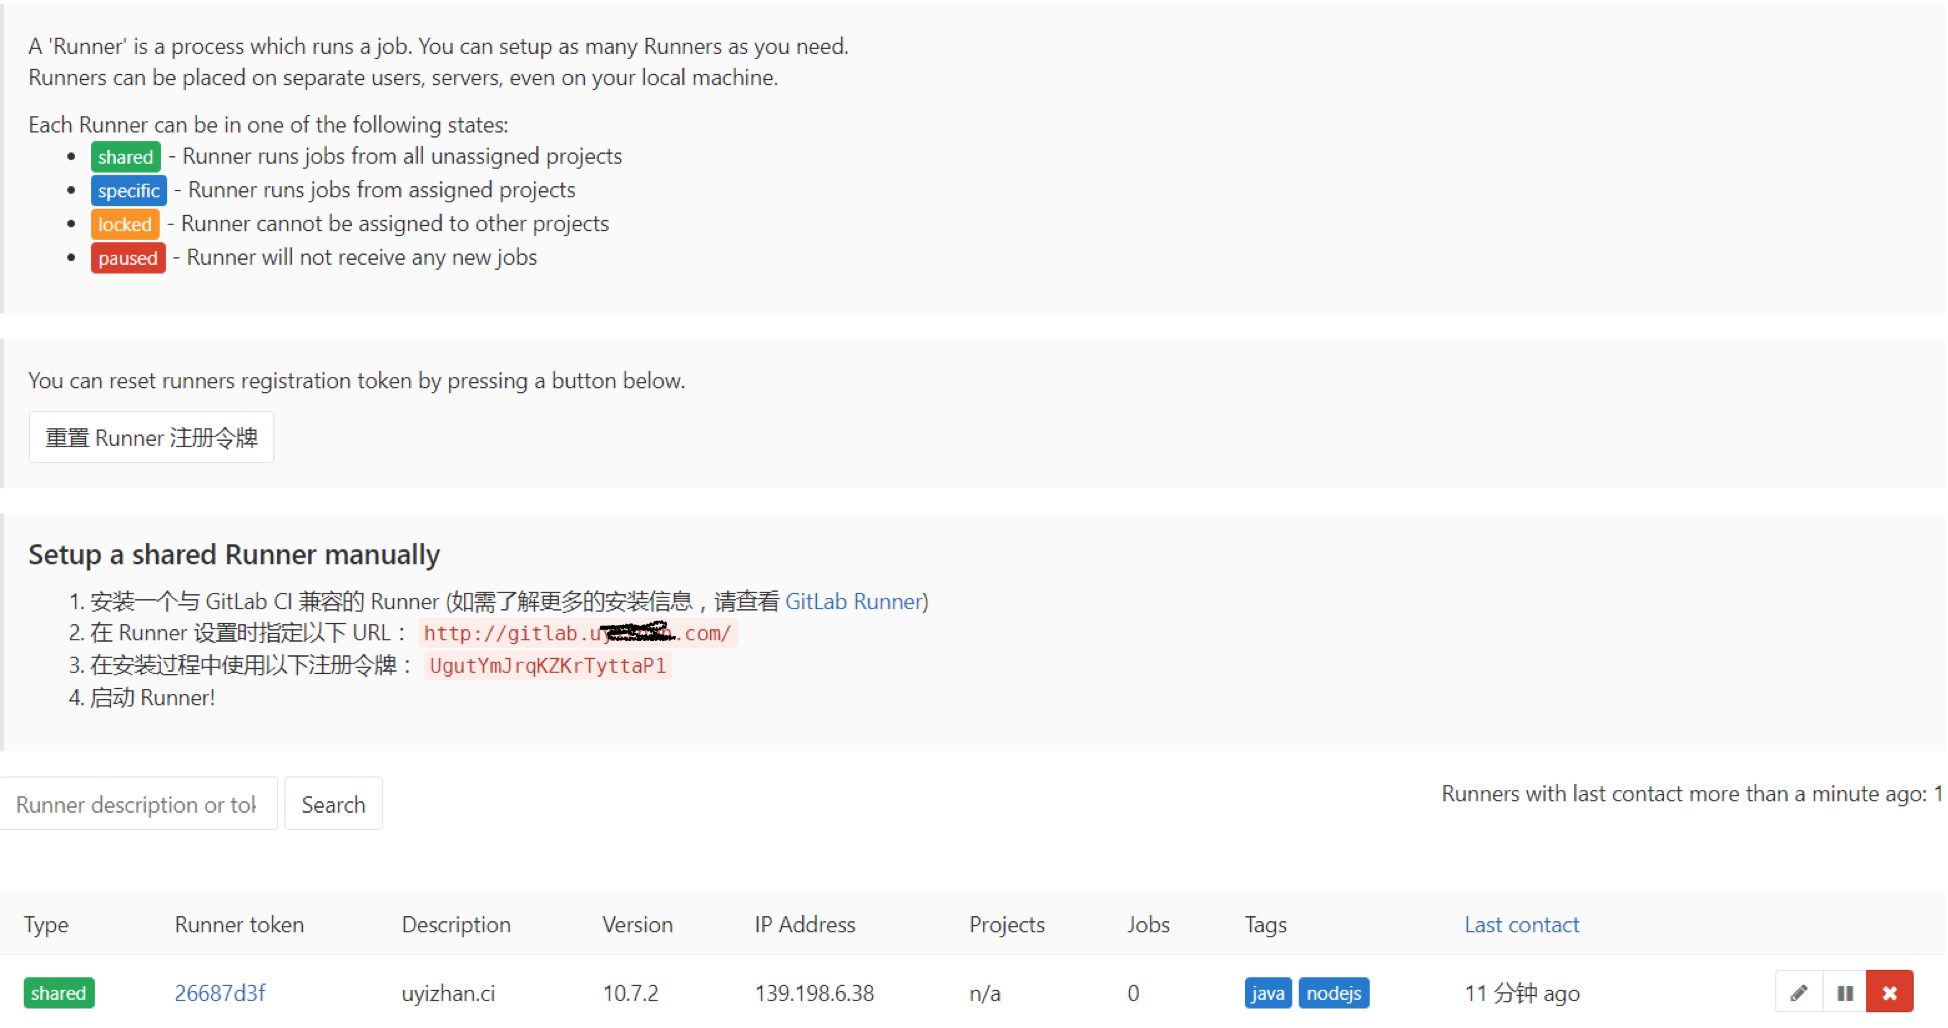 A 'Runner' is a process which runs a job. You can setup as many Runners as you need.
Runners can be placed on separate users, servers, even on your local machine.
Each Runner can be in one of the following states:
shared - Runner runs jobs from all unassigned projects
specific - Runner runs jobs from assigned projects
locked - Runner cannot be assigned to other projects
paused - Runner will not receive any new jobs
You can reset runners registration token by pressing a button below.
重置 Runner 注册令牌
Setup a shared Runner manually
1. 安装一个与 GitLab CI 兼容的 Runner (如需了解更多的安装信息，请查看 GitLab Runner)
2. 在 Runner 设置时指定以下 URL： http://gitlab. .com/
3. 在安装过程中使用以下注册令牌： UgutYmJrqKZKrTyttaP1
4. 启动 Runner!
Runner description or tok
Search
Runners with last contact more than a minute ago: 1
Type Runner token Description Version IP Address Projects Jobs Tags Last contact
shared 26687d3f uyizhan.ci 10.7.2 139.198.6.38 n/a 0 java nodejs 11 分钟 ago